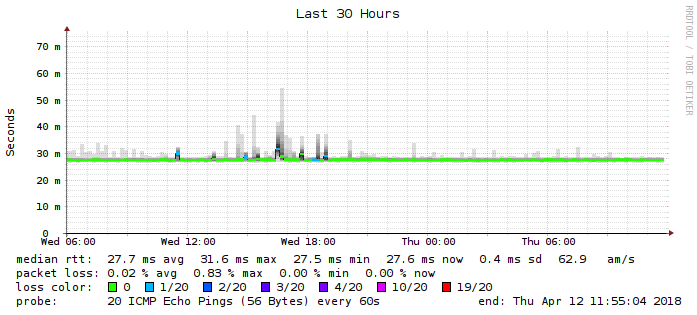 Last 30 Hours
RRDTOOL / TOBI OETIKER
Seconds
70 m
60 m
50 m
40 m
30 m
20 m
10 m
0
Wed 06:00 Wed 12:00 Wed 18:00 Thu 00:00 Thu 06:00
median rtt: 27.7 ms avg 31.6 ms max 27.5 ms min 27.6 ms now 0.4 ms sd 62.9 am/s
packet loss: 0.02 % avg 0.83 % max 0.00 % min 0.00 % now
loss color: 0 1/20 2/20 3/20 4/20 10/20 19/20
probe: 20 ICMP Echo Pings (56 Bytes) every 60s end: Thu Apr 12 11:55:04 2018